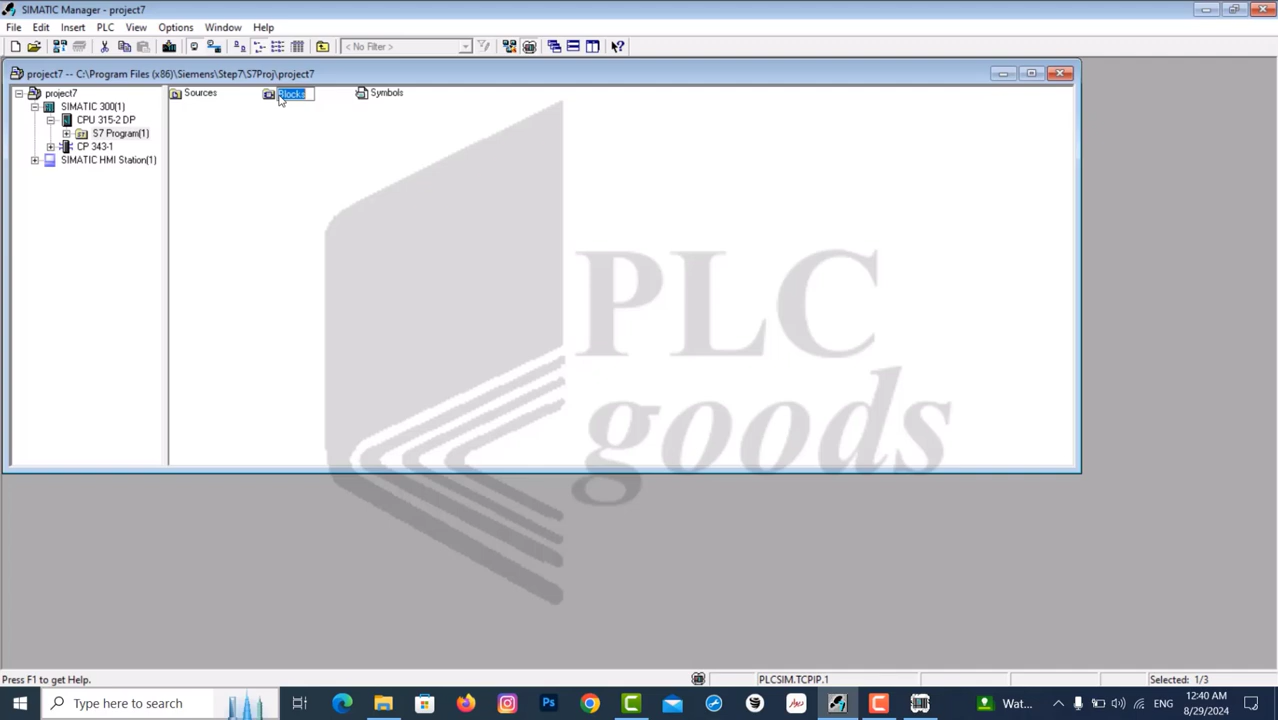 SIMATIC Manager - project7
File Edit Insert PLC View Options Window Help
< No Filter >
project7 -- C:\Program Files (x86)\Siemens\Step7\S7Proj\project7
project7
SIMATIC 300(1)
CPU 315-2 DP
S7 Program(1)
CP 343-1
SIMATIC HMI Station(1)
Sources Blocks Symbols
PLC
goods
Press F1 to get Help.
PLCSIM.TCPIP.1
Selected: 1/3
Type here to search
Wat...
ENG
12:40 AM
8/29/2024